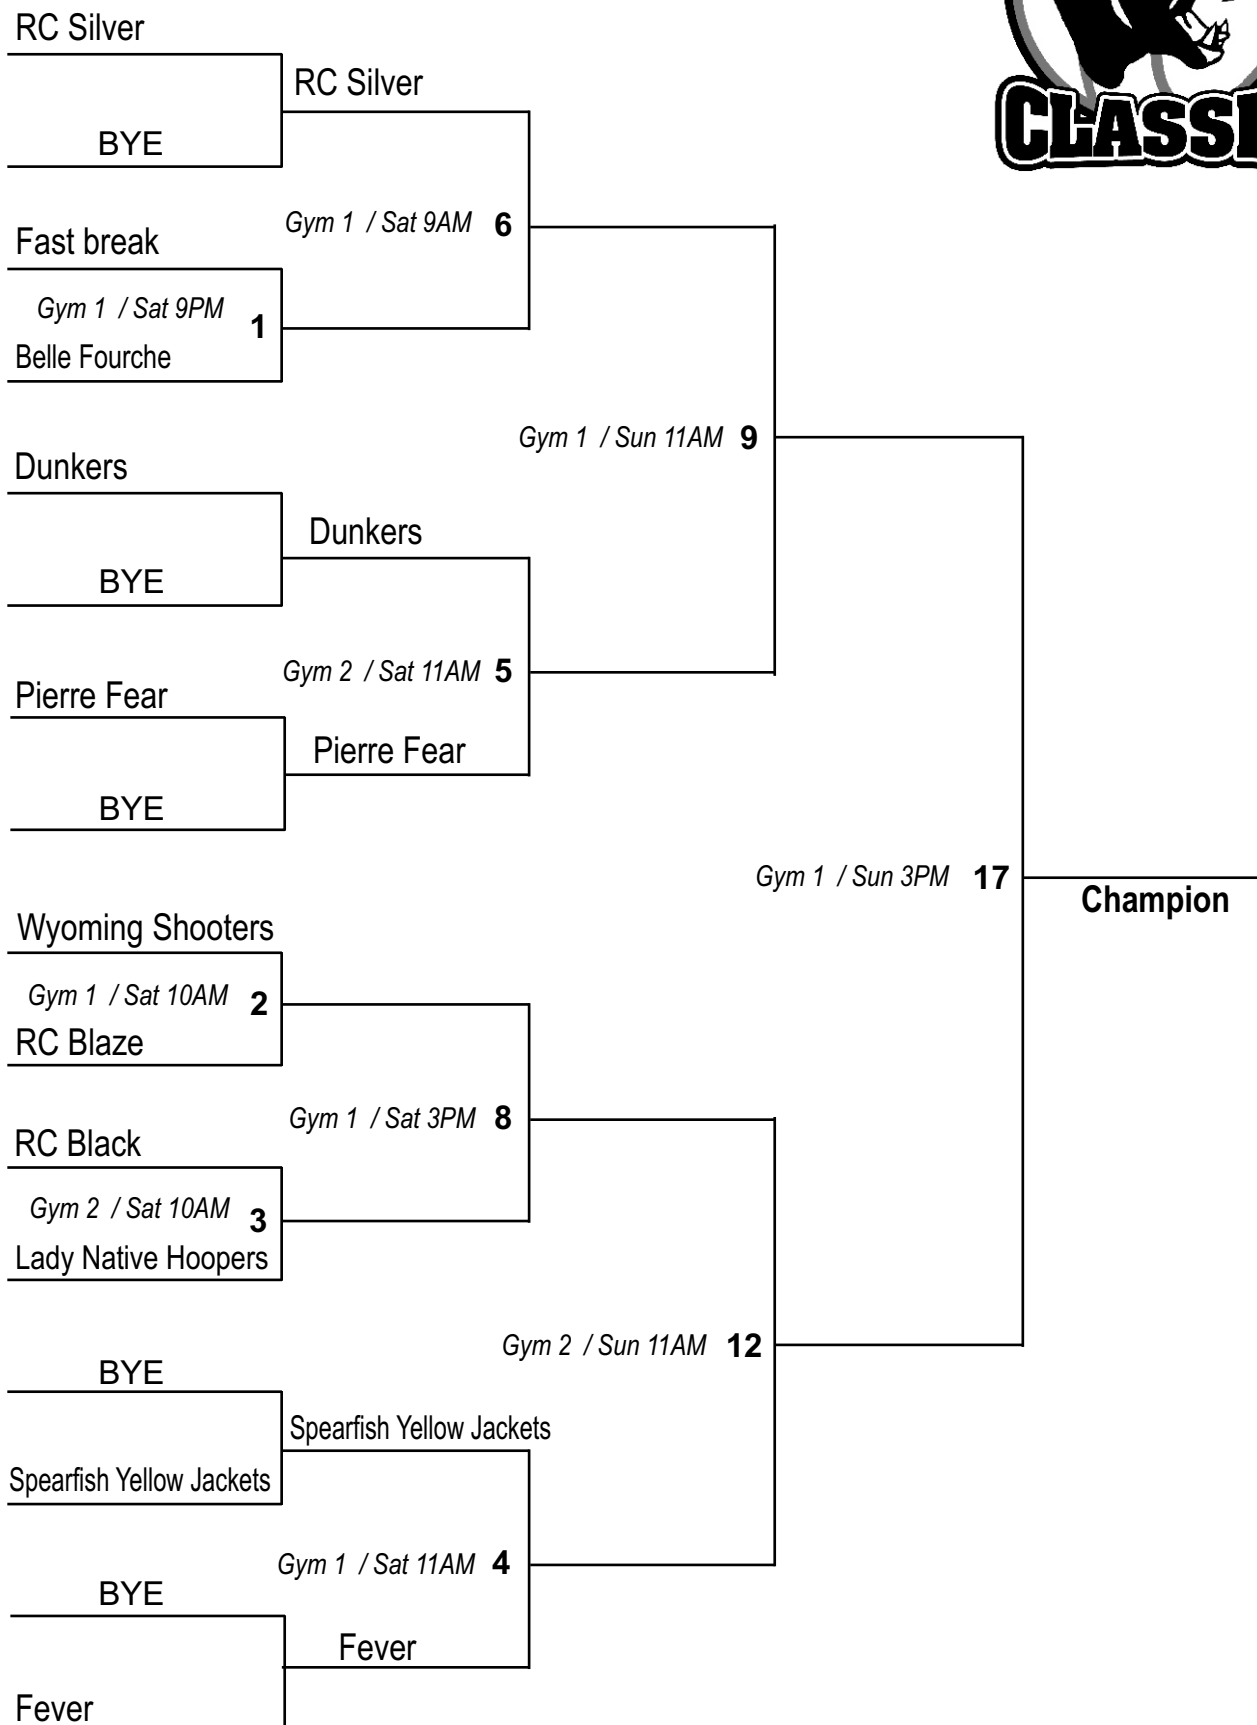 RC Silver
RC Silver
BYE
Gym 1 / Sat 9AM 6
Fast break
Gym 1 / Sat 9PM 1
Belle Fourche
Gym 1 / Sun 11AM 9
Dunkers
Dunkers
BYE
Gym 2 / Sat 11AM 5
Pierre Fear
Pierre Fear
BYE
Gym 1 / Sun 3PM 17
Champion
Wyoming Shooters
Gym 1 / Sat 10AM 2
RC Blaze
Gym 1 / Sat 3PM 8
RC Black
Gym 2 / Sat 10AM 3
Lady Native Hoopers
Gym 2 / Sun 11AM 12
BYE
Spearfish Yellow Jackets
Spearfish Yellow Jackets
Gym 1 / Sat 11AM 4
BYE
Fever
Fever